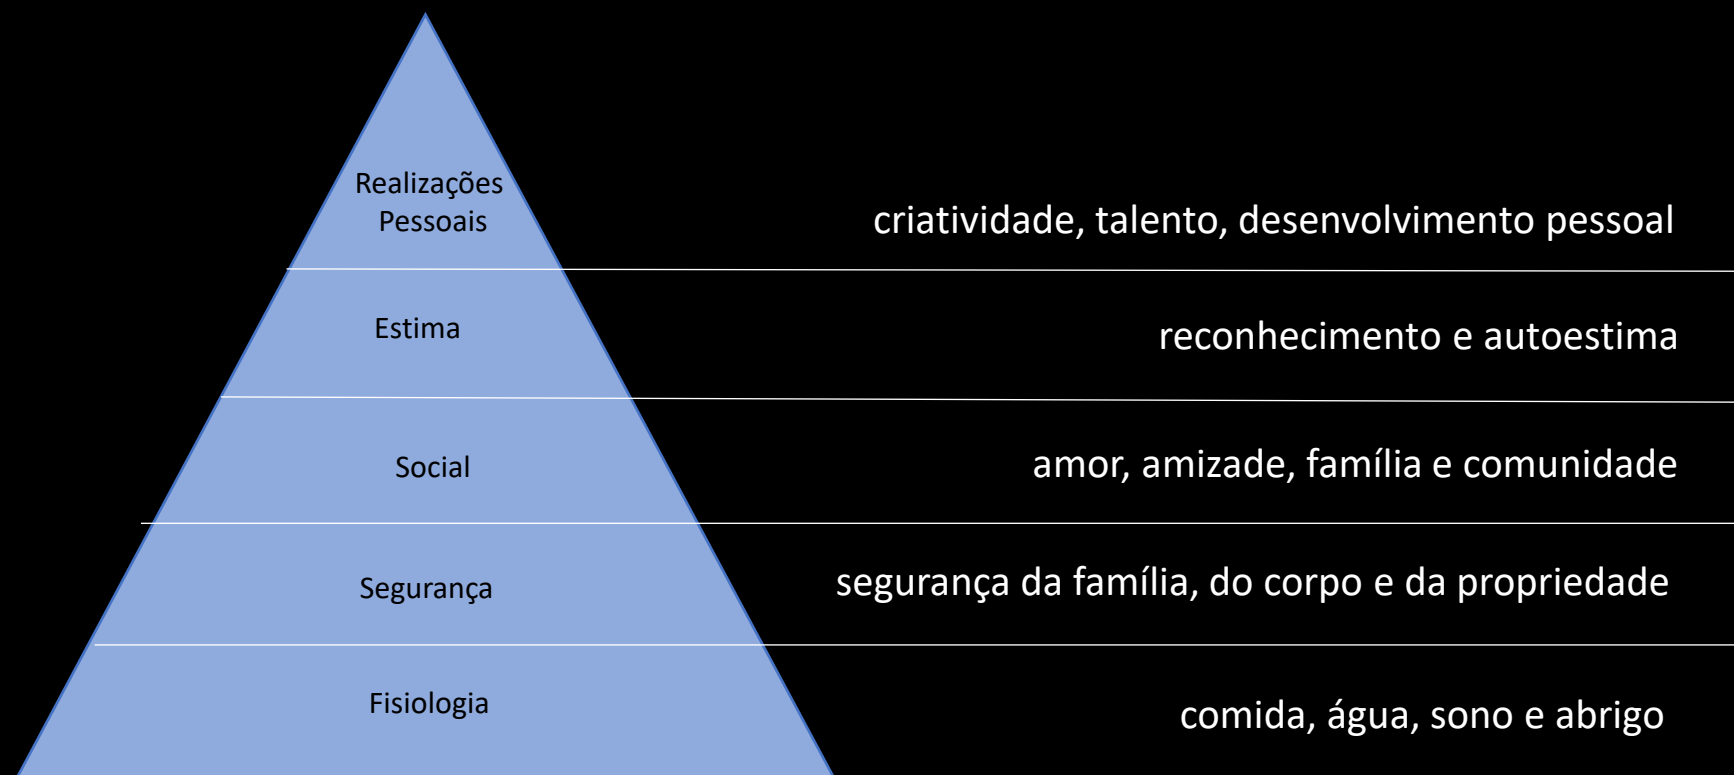 Realizações
Pessoais
criatividade, talento, desenvolvimento pessoal
Estima
reconhecimento e autoestima
Social
amor, amizade, família e comunidade
Segurança
segurança da família, do corpo e da propriedade
Fisiologia
comida, água, sono e abrigo